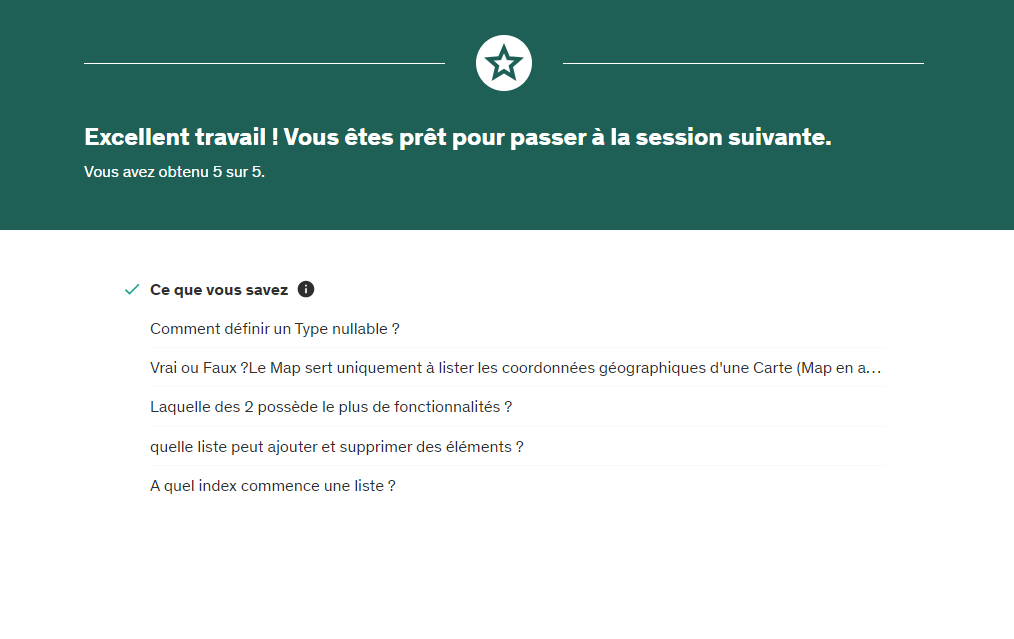 Excellent travail ! Vous êtes prêt pour passer à la session suivante.
Vous avez obtenu 5 sur 5.
Ce que vous savez
Comment définir un Type nullable ?
Vrai ou Faux ?Le Map sert uniquement à lister les coordonnées géographiques d'une Carte (Map en a...
Laquelle des 2 possède le plus de fonctionnalités ?
quelle liste peut ajouter et supprimer des éléments ?
A quel index commence une liste ?